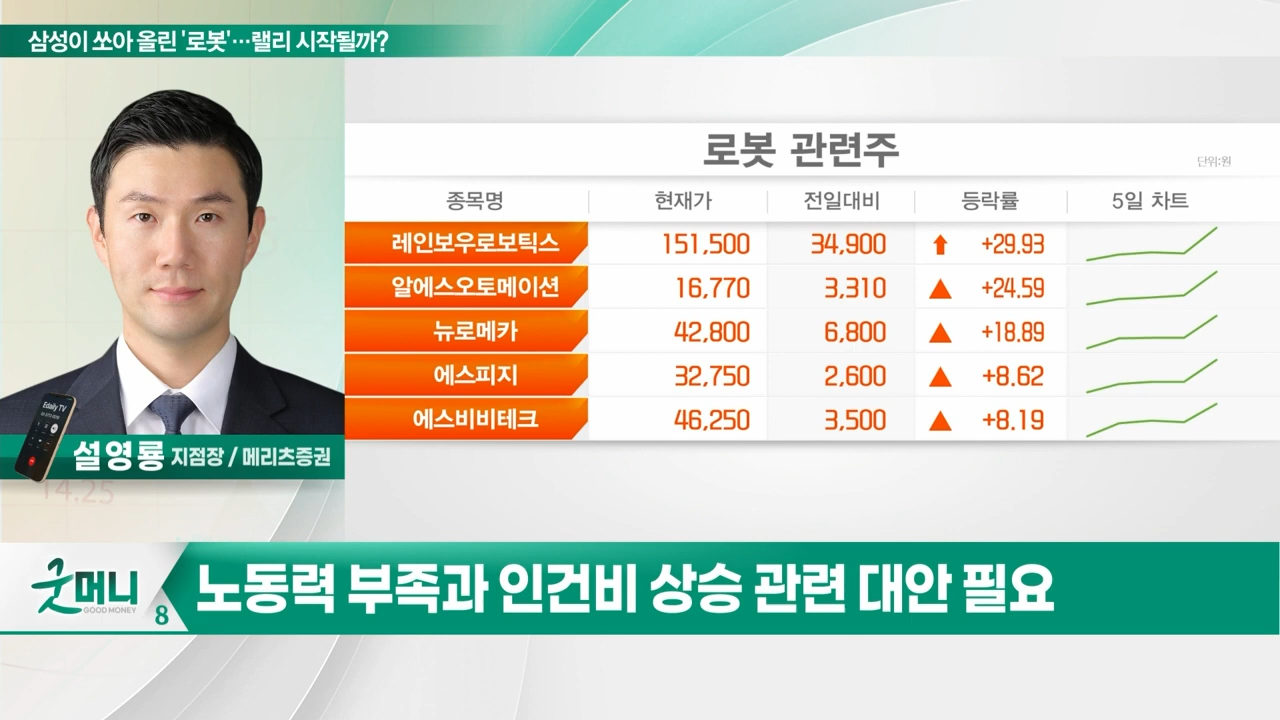 삼성이 쏘아 올린 '로봇'…랠리 시작될까?
로봇 관련주
단위:원
종목명 현재가 전일대비 등락률 5일 차트
레인보우로보틱스 151,500 34,900 +29.93
알에스오토메이션 16,770 3,310 ▲ +24.59
뉴로메카 42,800 6,800 ▲ +18.89
에스피지 32,750 2,600 ▲ +8.62
에스비비테크 46,250 3,500 ▲ +8.19
Edaily TV
설영룡 지점장 / 메리츠증권
14.25
굿머니
GOOD MONEY
8
노동력 부족과 인건비 상승 관련 대안 필요